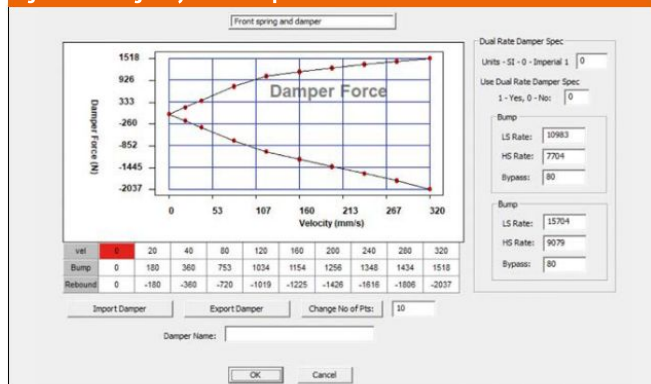 Front spring and damper
1518
926
333
-260
-852
-1445
-2037
Damper Force (N)
Damper Force
0 53 107 160 213 267 320
Velocity (mm/s)
vel 0 20 40 80 120 160 200 240 280 320
Bump 0 180 360 753 1034 1154 1256 1348 1434 1518
Rebound 0 -180 -360 -720 -1019 -1225 -1426 -1616 -1806 -2037
Import Damper Export Damper Change No of Pts: 10
Damper Name:
OK Cancel
Dual Rate Damper Spec
Units - SI - 0 - Imperial 1 0
Use Dual Rate Damper Spec
1 - Yes, 0 - No: 0
Bump
LS Rate: 10983
HS Rate: 7704
Bypass: 80
Bump
LS Rate: 15704
HS Rate: 9079
Bypass: 80